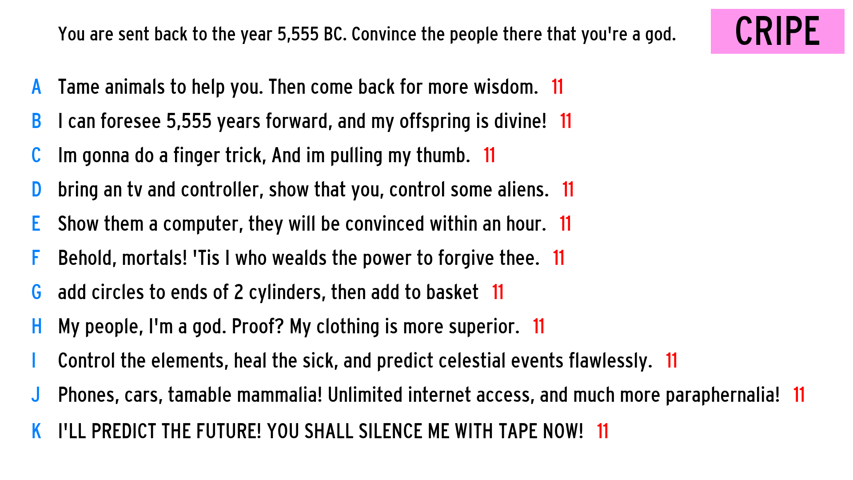 You are sent back to the year 5,555 BC. Convince the people there that you're a god.
CRIPE
A Tame animals to help you. Then come back for more wisdom. 11
B I can foresee 5,555 years forward, and my offspring is divine! 11
C Im gonna do a finger trick, And im pulling my thumb. 11
D bring an tv and controller, show that you, control some aliens. 11
E Show them a computer, they will be convinced within an hour. 11
F Behold, mortals! 'Tis I who wealds the power to forgive thee. 11
G add circles to ends of 2 cylinders, then add to basket 11
H My people, I'm a god. Proof? My clothing is more superior. 11
I Control the elements, heal the sick, and predict celestial events flawlessly. 11
J Phones, cars, tamable mammalia! Unlimited internet access, and much more paraphernalia! 11
K I'LL PREDICT THE FUTURE! YOU SHALL SILENCE ME WITH TAPE NOW! 11